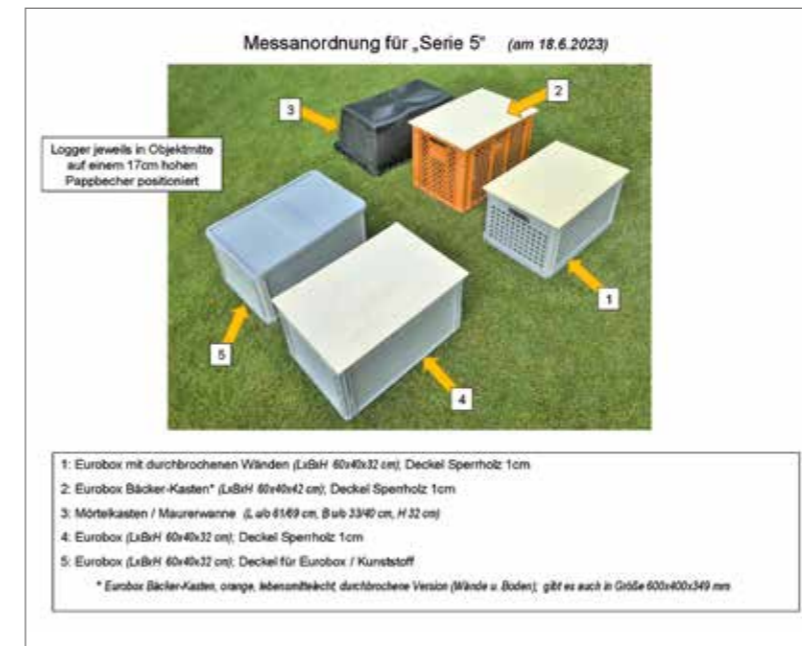 Messanordnung für „Serie 5" (am 18.6.2023)
2
3
Logger jeweils in Objektmitte
auf einem 17cm hohen
Pappbecher positioniert
1
5
4
1: Eurobox mit durchbrochenen Wänden (LxBxH 60x40x32 cm); Deckel Sperrholz 1cm
2: Eurobox Bäcker-Kasten* (LxBxH 60x40x42 cm); Deckel Sperrholz 1cm
3: Mörtelkasten / Maurerwanne (L u/o 61/69 cm, B u/o 33/40 cm, H 32 cm)
4: Eurobox (LxBxH 60x40x32 cm); Deckel Sperrholz 1cm
5: Eurobox (LxBxH 60x40x32 cm); Deckel für Eurobox / Kunststoff
* Eurobox Bäcker-Kasten, orange, lebensmittelecht, durchbrochene Version (Wände u. Boden); gibt es auch in Größe 600x400x349 mm